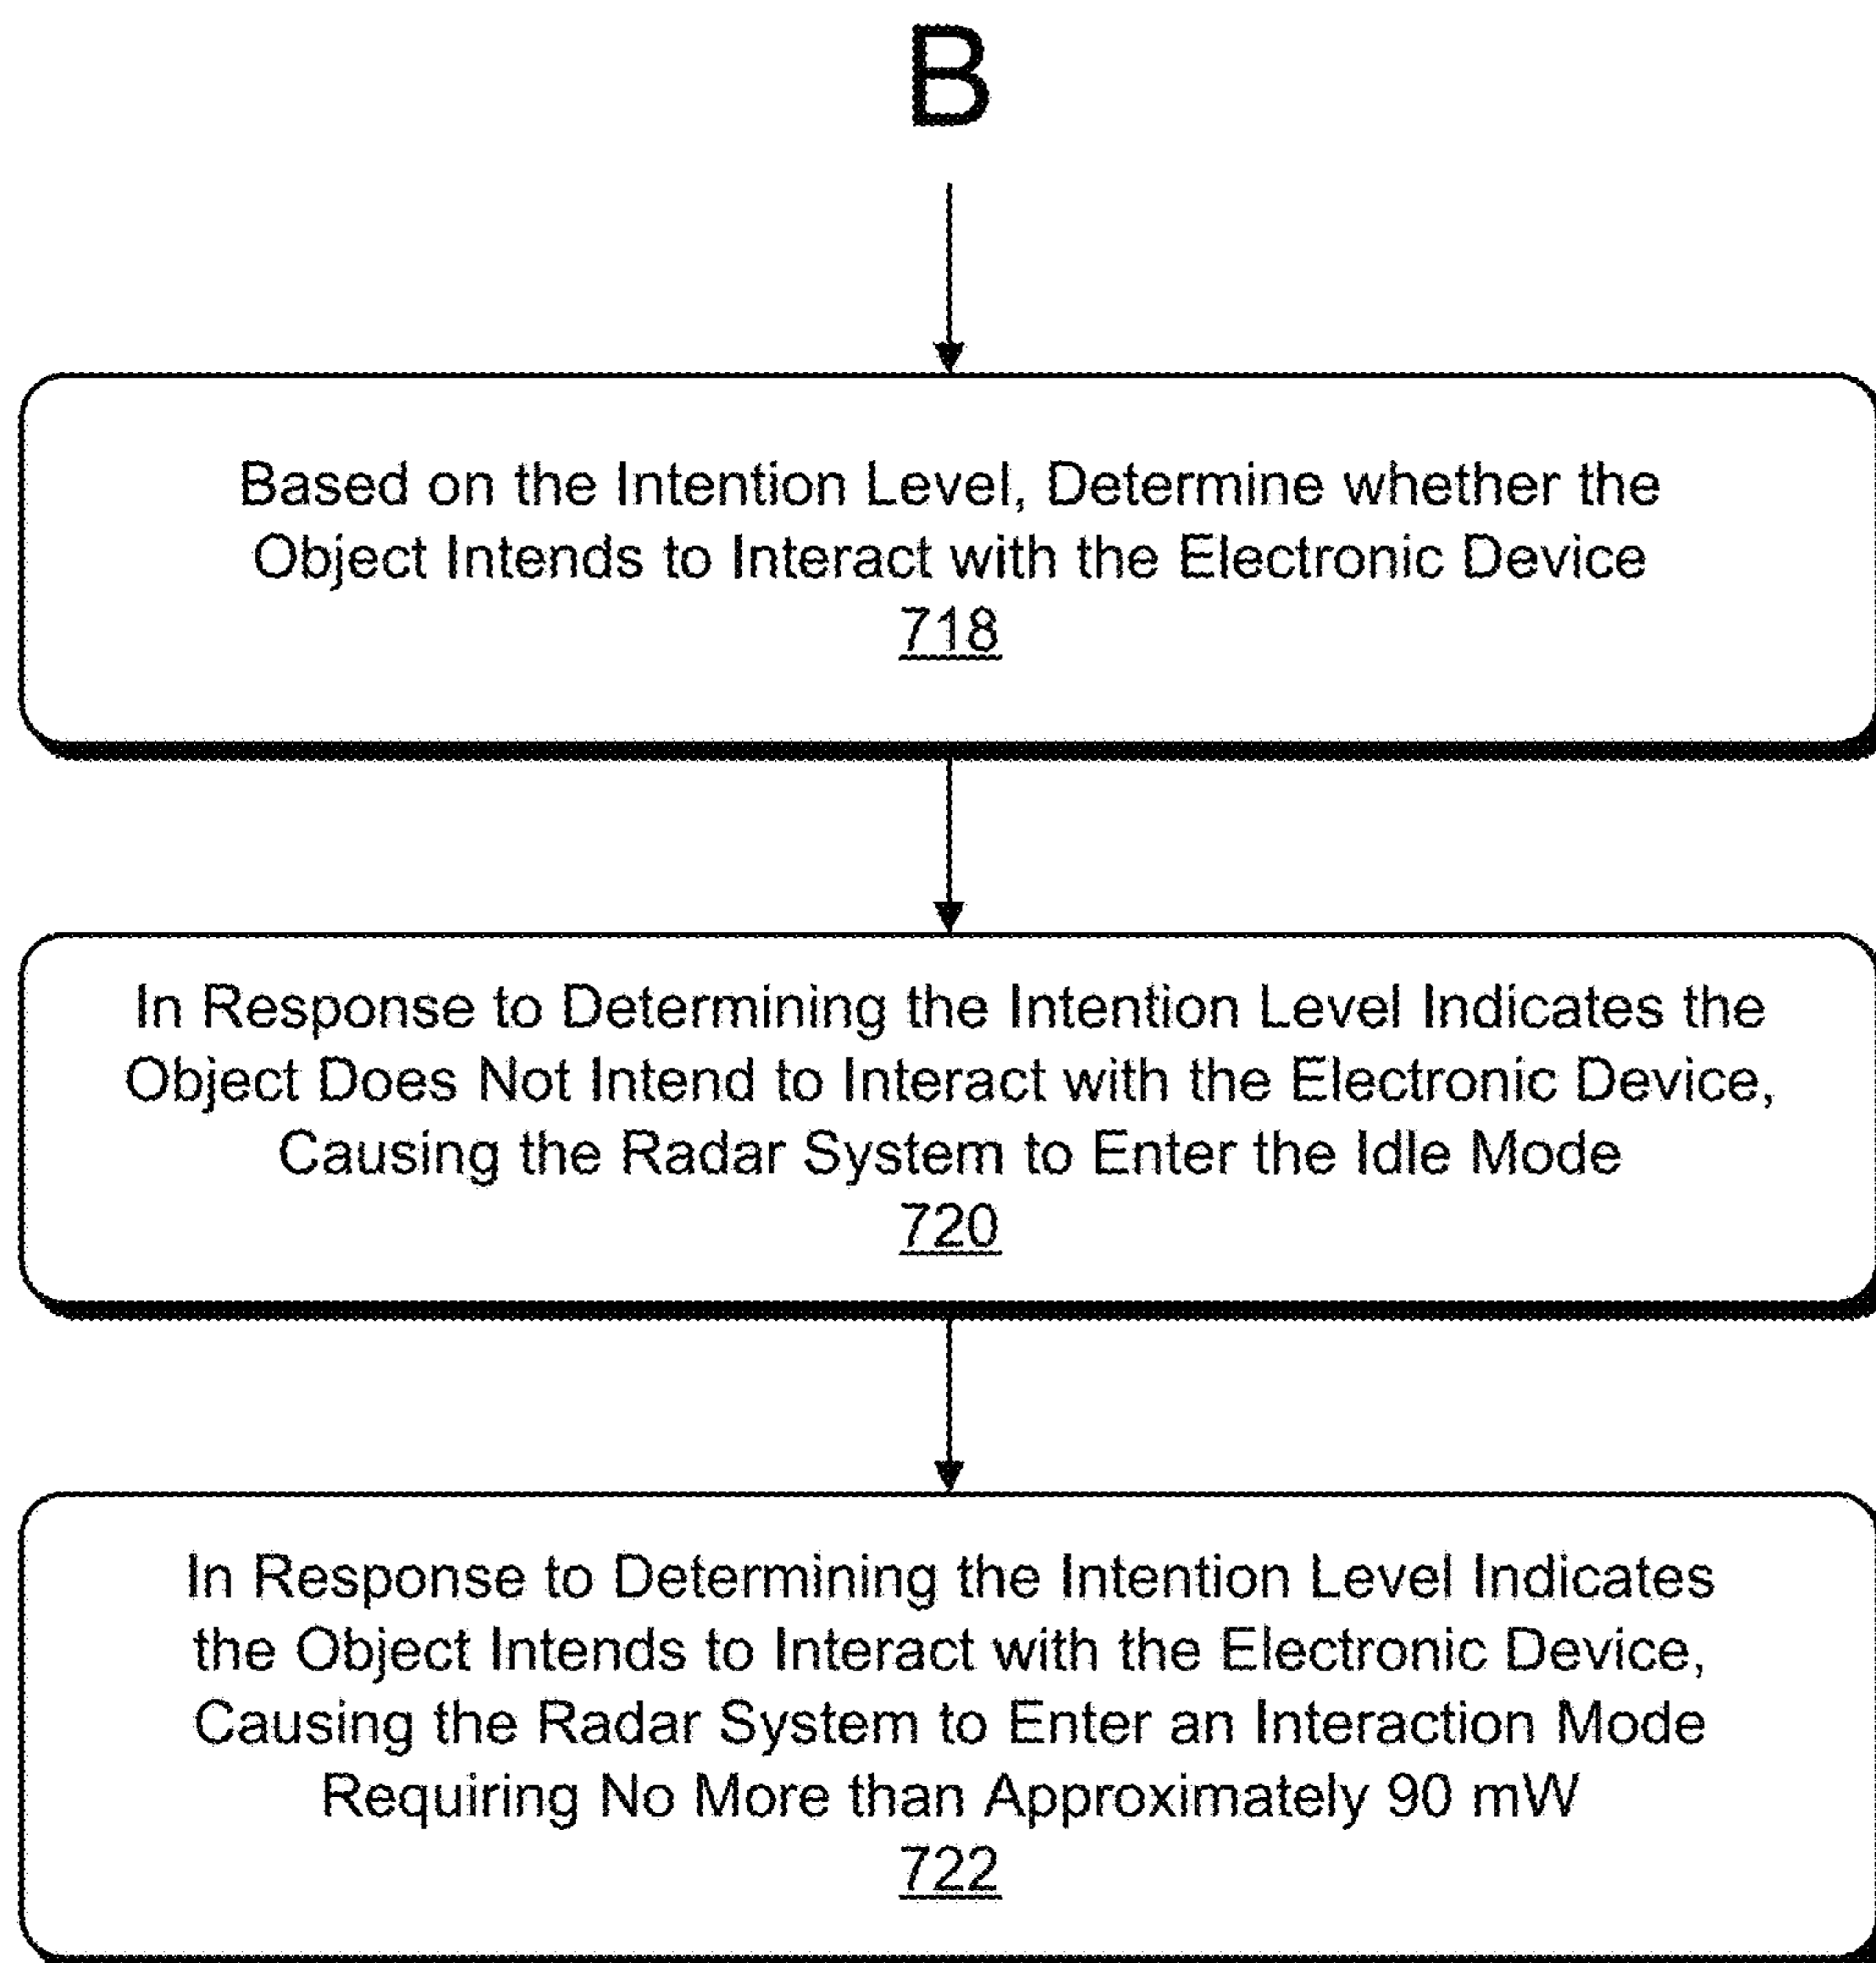 B
Based on the Intention Level, Determine whether the
Object Intends to Interact with the Electronic Device
718
In Response to Determining the Intention Level Indicates the
Object Does Not Intend to Interact with the Electronic Device,
Causing the Radar System to Enter the Idle Mode
720
In Response to Determining the Intention Level Indicates
the Object Intends to Interact with the Electronic Device,
Causing the Radar System to Enter an Interaction Mode
Requiring No More than Approximately 90 mW
722